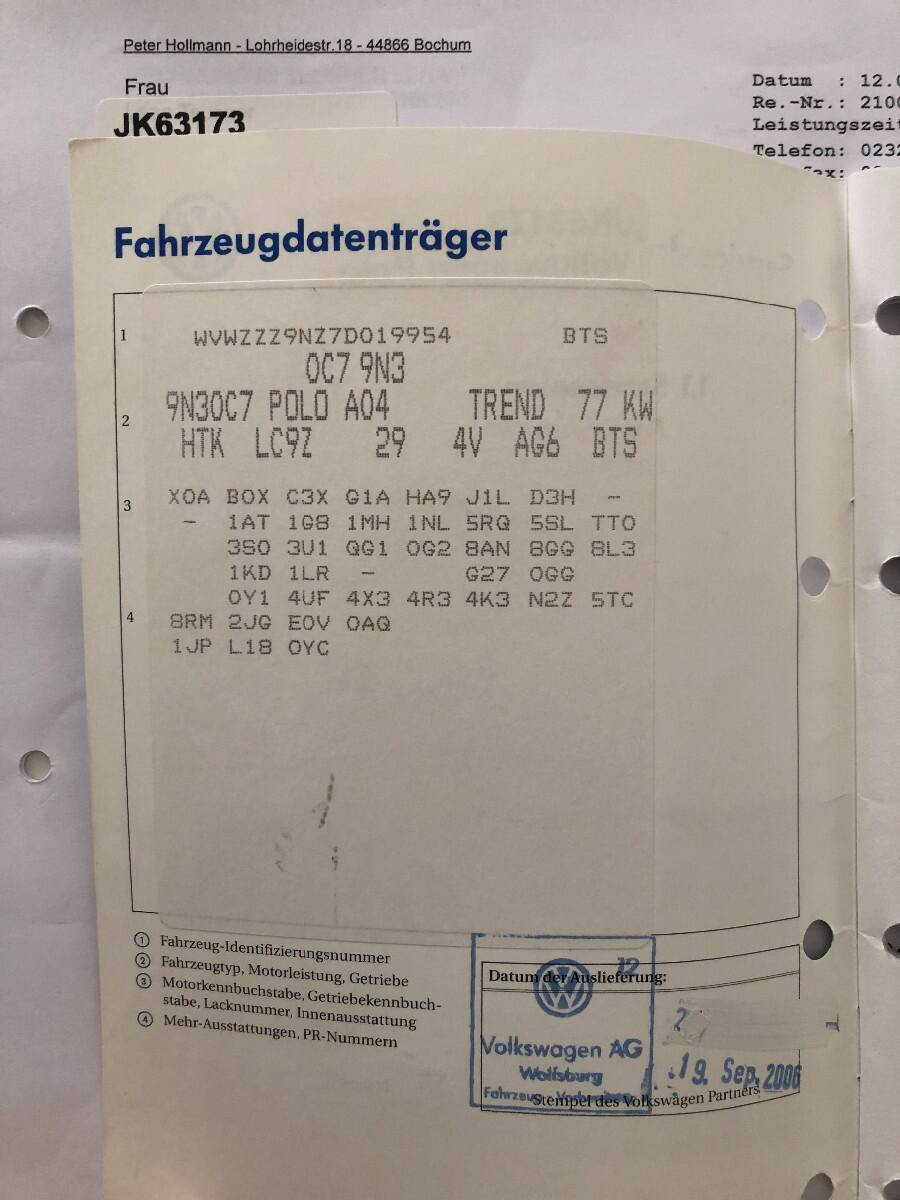 Peter Hollmann - Lohrheidestr.18 - 44866 Bochum
Frau
Datum : 12.0
Re.-Nr.: 2100
Leistungszeit
Telefon: 0232
JK63173
Fahrzeugdatenträger
1 WVWZZZ9NZ7D019954 BTS
0C7 9N3
2 9N30C7 POLO A04 TREND 77 KW
HTK LC9Z 29 4V AG6 BTS
3 X0A B0X C3X G1A HA9 J1L D3H -
- 1AT 1G8 1MH 1NL 5RQ 5SL TT0
3S0 3U1 QG1 0G2 8AN 8GG 8L3
1KD 1LR - G27 0GG
0Y1 4UF 4X3 4R3 4K3 N2Z 5TC
4 8RM 2JG E0V 0AQ
1JP L18 0YC
1 Fahrzeug-Identifizierungsnummer
2 Fahrzeugtyp, Motorleistung, Getriebe
3 Motorkennbuchstabe, Getriebekennbuch-
stabe, Lacknummer, Innenausstattung
4 Mehr-Ausstattungen, PR-Nummern
12
Datum der Auslieferung:
Volkswagen AG
Wolfsburg
19. Sep. 2006
Stempel des Volkswagen Partners